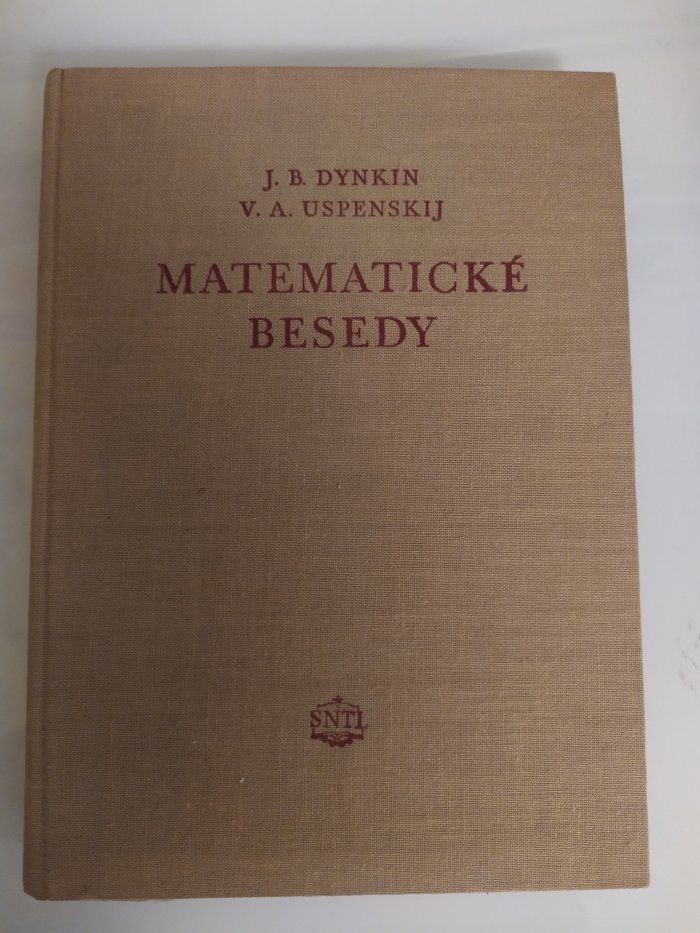 J. B. DYNKIN
V. A. USPENSKIJ
MATEMATICKÉ
BESEDY
SNTL